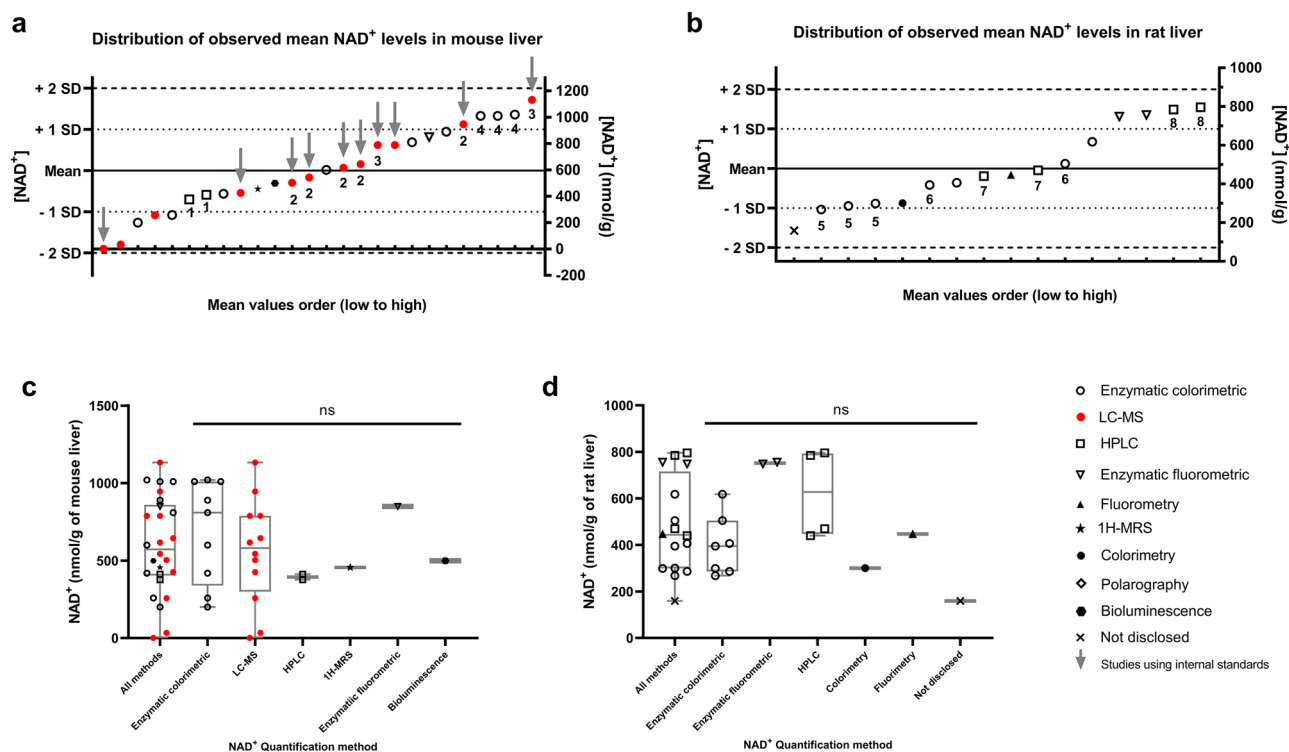 a
Distribution of observed mean NAD⁺ levels in mouse liver
+ 2 SD
+ 1 SD
Mean
- 1 SD
- 2 SD
[NAD⁺]
1 1 2 2 2 2 3 2 4 4 4 3
1200
1000
800
600
400
200
0
-200
[NAD⁺] (nmol/g)
Mean values order (low to high)
b
Distribution of observed mean NAD⁺ levels in rat liver
+ 2 SD
+ 1 SD
Mean
- 1 SD
- 2 SD
[NAD⁺]
5 5 5 6 7 7 6 8 8
1000
800
600
400
200
0
[NAD⁺] (nmol/g)
Mean values order (low to high)
c
ns
1500
1000
500
0
NAD⁺ (nmol/g of mouse liver)
All methods
Enzymatic colorimetric
LC-MS
HPLC
1H-MRS
Enzymatiic fluorometric
Bioluminescence
NAD⁺ Quantification method
d
ns
1000
800
600
400
200
0
NAD⁺ (nmol/g of rat liver)
All methods
Enzymatic colorimetric
Enzymatic fluorometric
HPLC
Colorimetry
Fluorimetry
Not disclosed
NAD⁺ Quantification method
Enzymatic colorimetric
LC-MS
HPLC
Enzymatic fluorometric
Fluorometry
1H-MRS
Colorimetry
Polarography
Bioluminescence
Not disclosed
Studies using internal standards